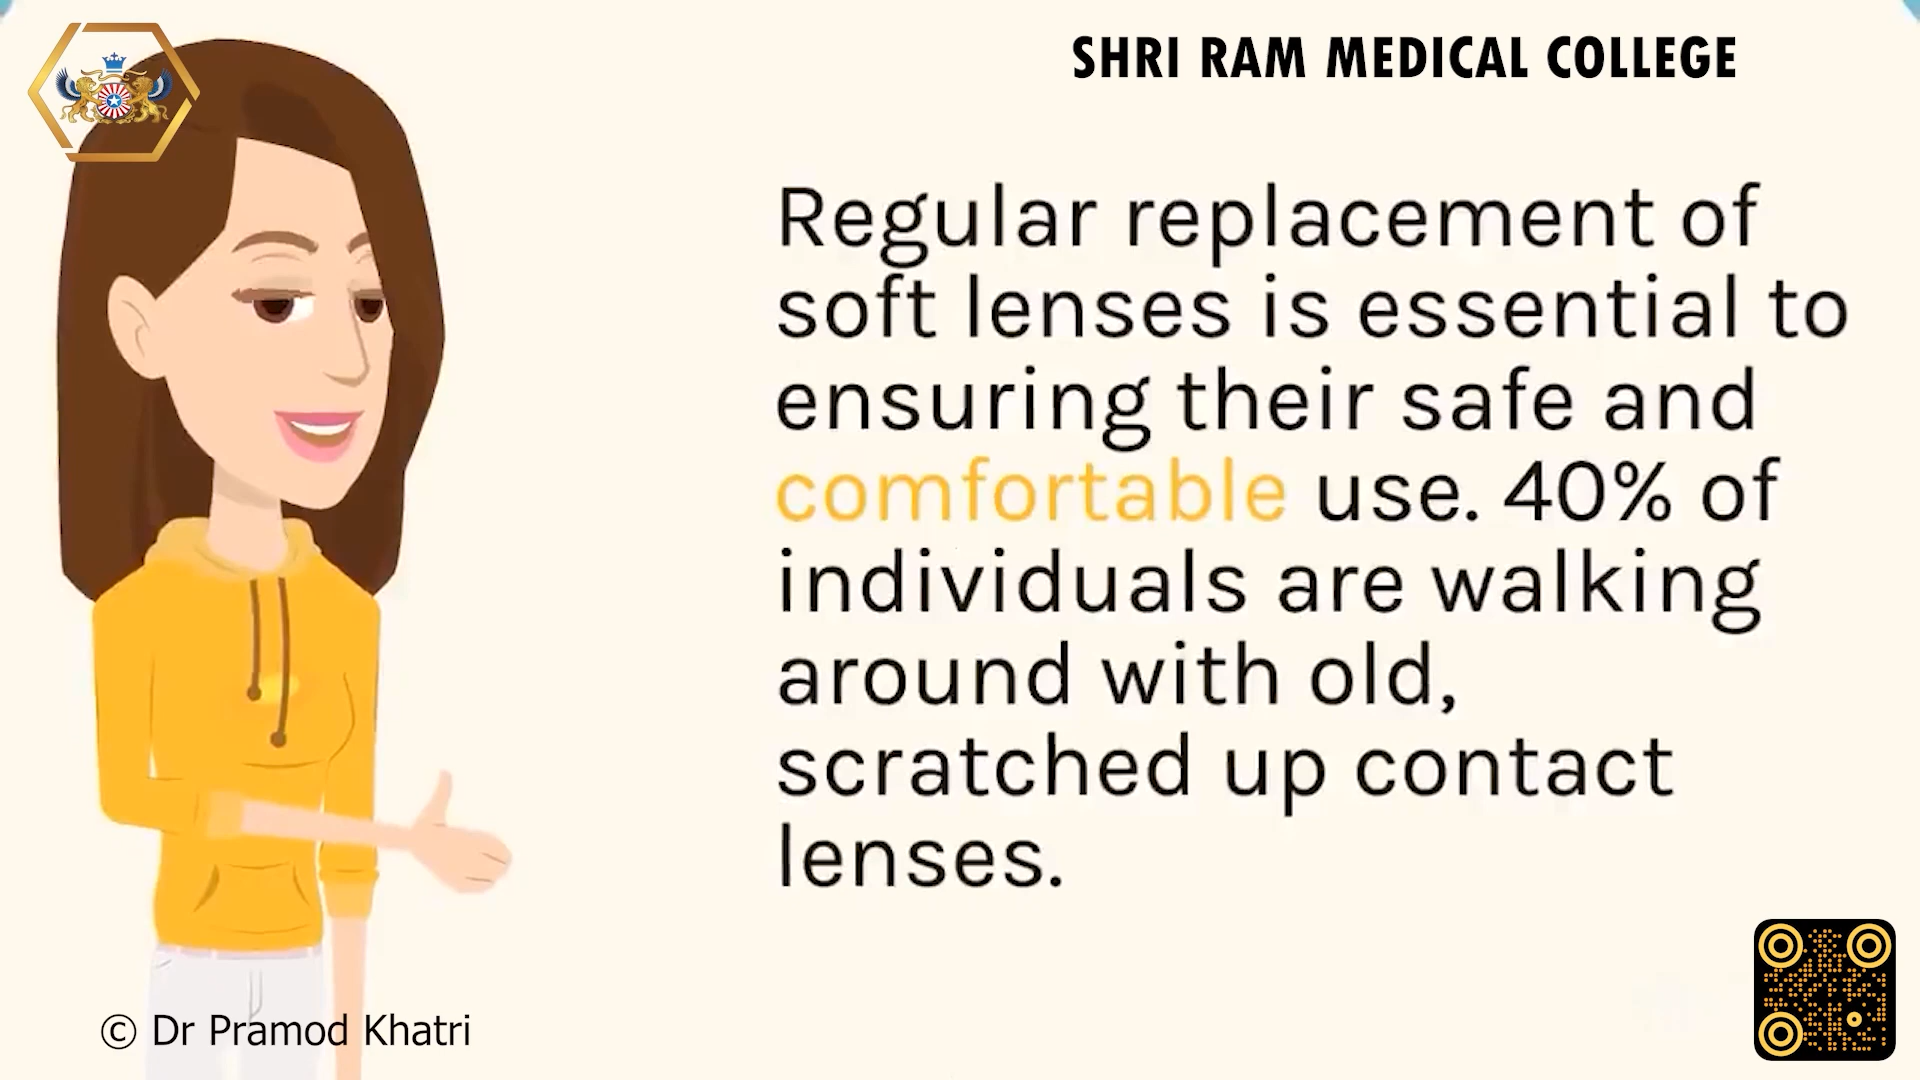 SHRI RAM MEDICAL COLLEGE
Regular replacement of
soft lenses is essential to
ensuring their safe and
comfortable use. 40% of
individuals are walking
around with old,
scratched up contact
lenses.
© Dr Pramod Khatri